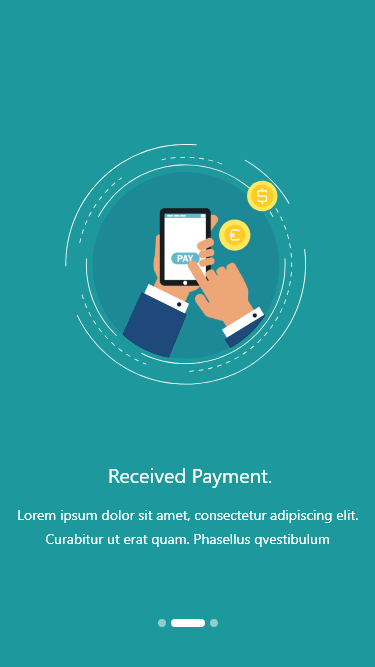 $
€
PAY
Received Payment.
Lorem ipsum dolor sit amet, consectetur adipiscing elit.
Curabitur ut erat quam. Phasellus qvestibulum